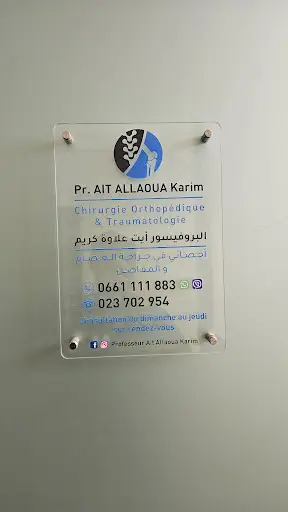 Pr. AIT ALLAOUA Karim
Chirurgie Orthopédique
& Traumatologie
البروفيسور أيت علاوة كريم
أخصائي في جراحة العضام
و المفاصل
0661 111 883
023 702 954
Consultation du dimanche au jeudi
sur rendez-vous
Professeur Ait Allaoua Karim